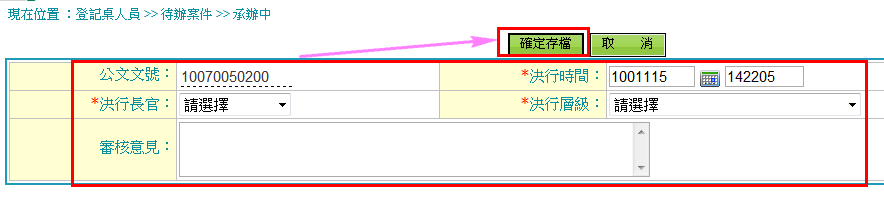 現在位置：登記桌人員 >> 待辦案件 >> 承辦中
確定存檔 取　消
公文文號： 10070050200 *決行時間： 1001115 142205
*決行長官： 請選擇 *決行層級： 請選擇
審核意見：